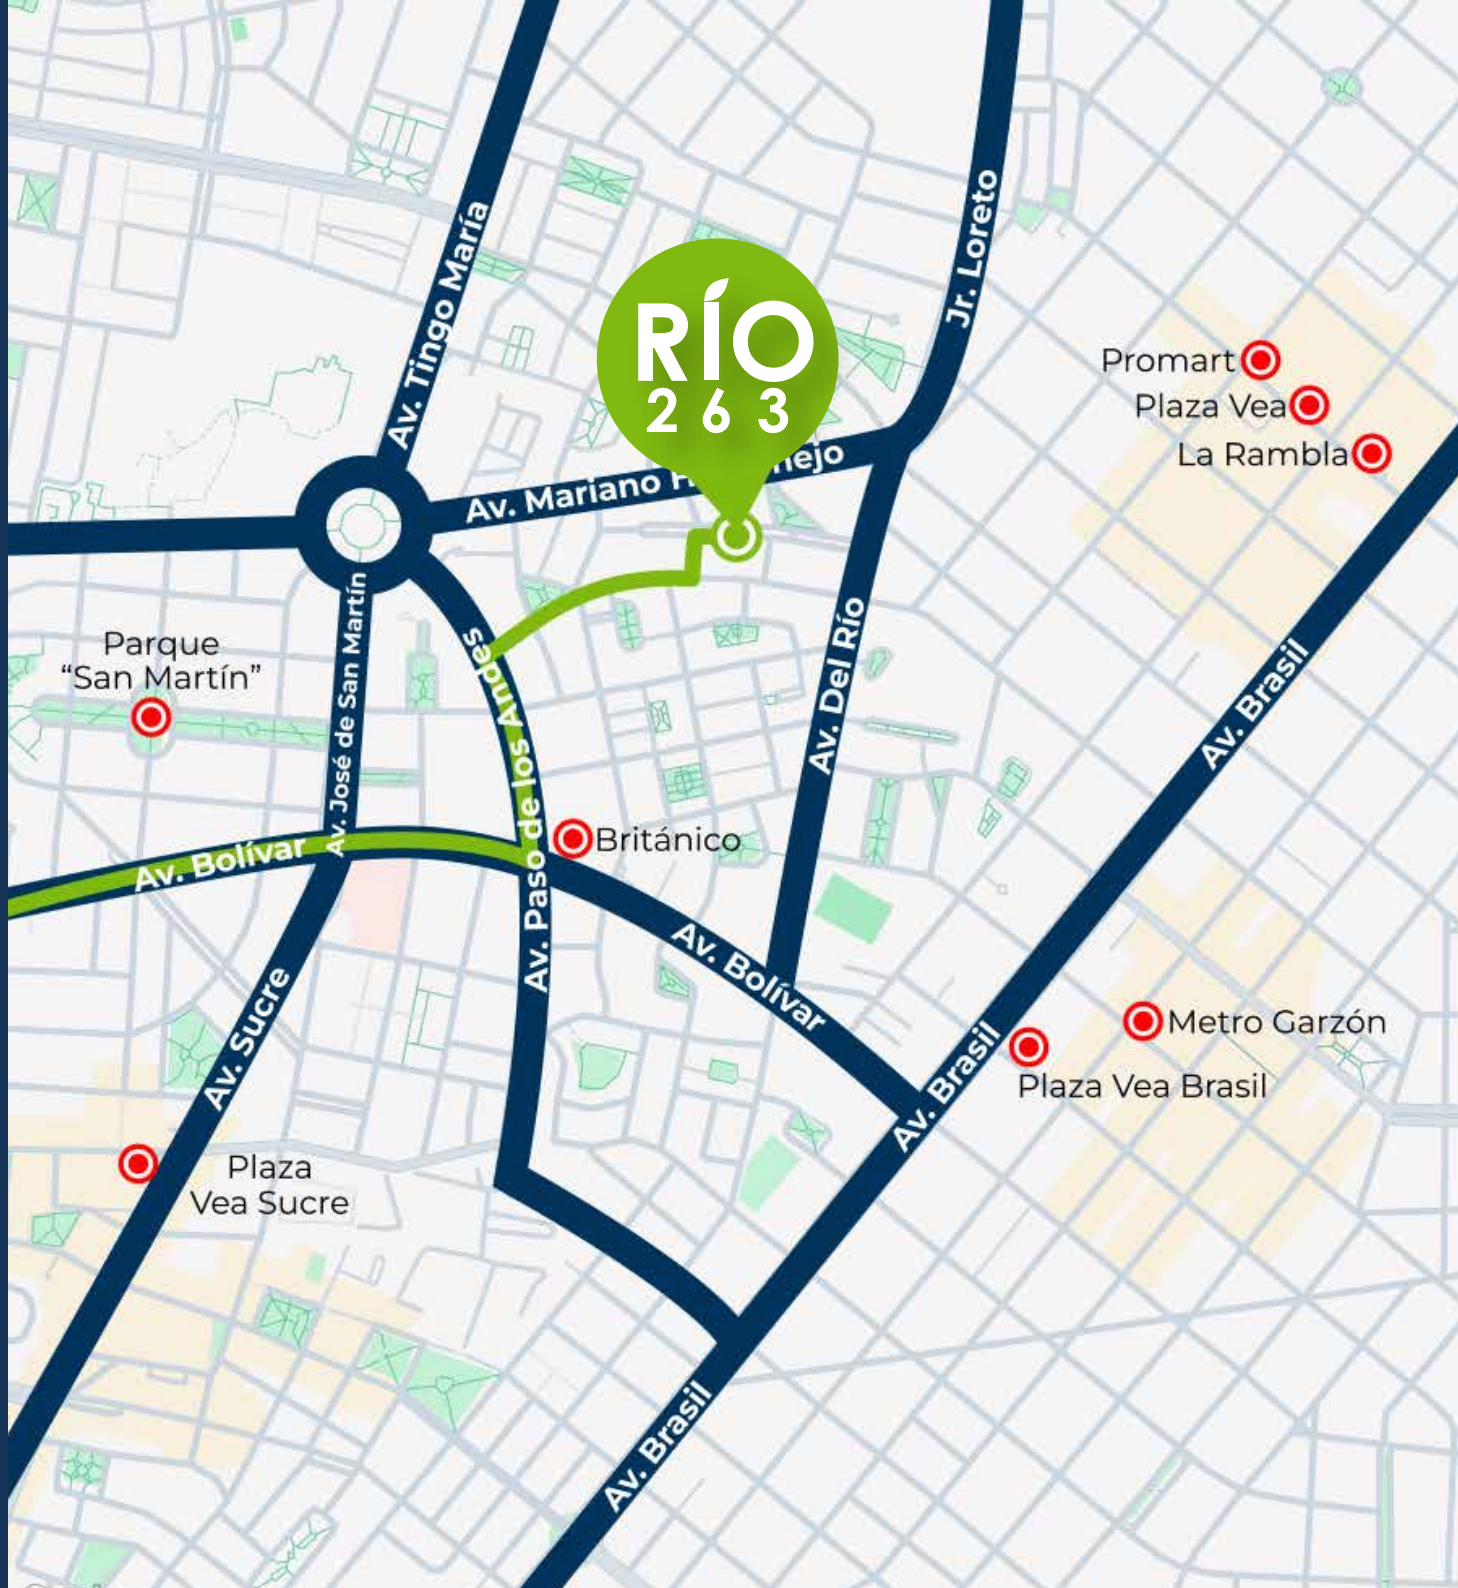 Av. Tingo María
Jr. Loreto
RÍO
263
Promart
Plaza Vea
La Rambla
Av. Mariano
Av. José de San Martín
Parque
“San Martín”
Av. Paso de los Andes
Av. Del Río
Av. Brasil
Av. Bolívar
Británico
Av. Bolívar
Av. Sucre
Metro Garzón
Av. Brasil
Plaza Vea Brasil
Plaza
Vea Sucre
Av. Brasil